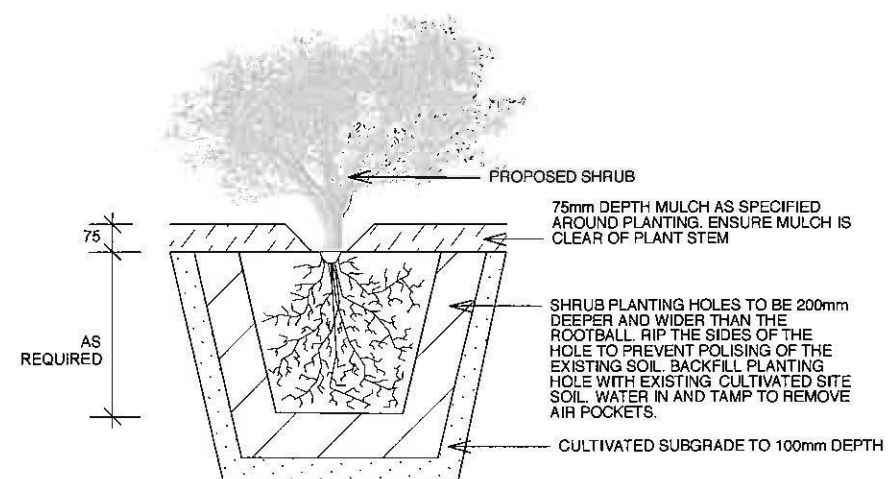 PROPOSED SHRUB
75mm DEPTH MULCH AS SPECIFIED
AROUND PLANTING. ENSURE MULCH IS
CLEAR OF PLANT STEM
75
SHRUB PLANTING HOLES TO BE 200mm
DEEPER AND WIDER THAN THE
ROOTBALL. RIP THE SIDES OF THE
HOLE TO PREVENT POLISING OF THE
EXISTING SOIL. BACKFILL PLANTING
HOLE WITH EXISTING CULTIVATED SITE
SOIL. WATER IN AND TAMP TO REMOVE
AIR POCKETS.
AS
REQUIRED
CULTIVATED SUBGRADE TO 100mm DEPTH